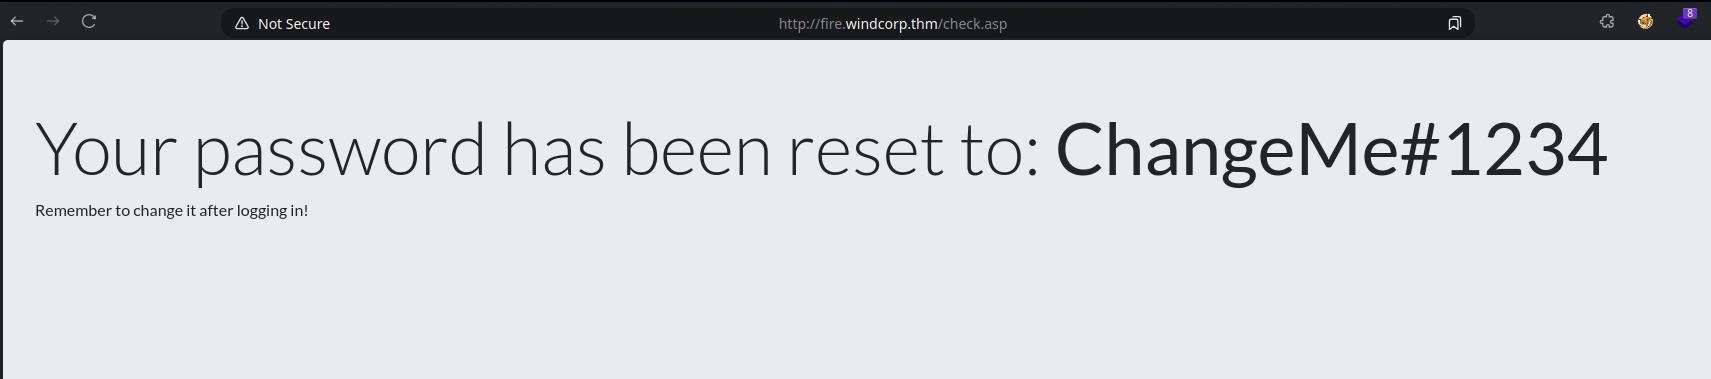 Not Secure
http://fire.windcorp.thm/check.asp
8
Your password has been reset to: ChangeMe#1234
Remember to change it after logging in!